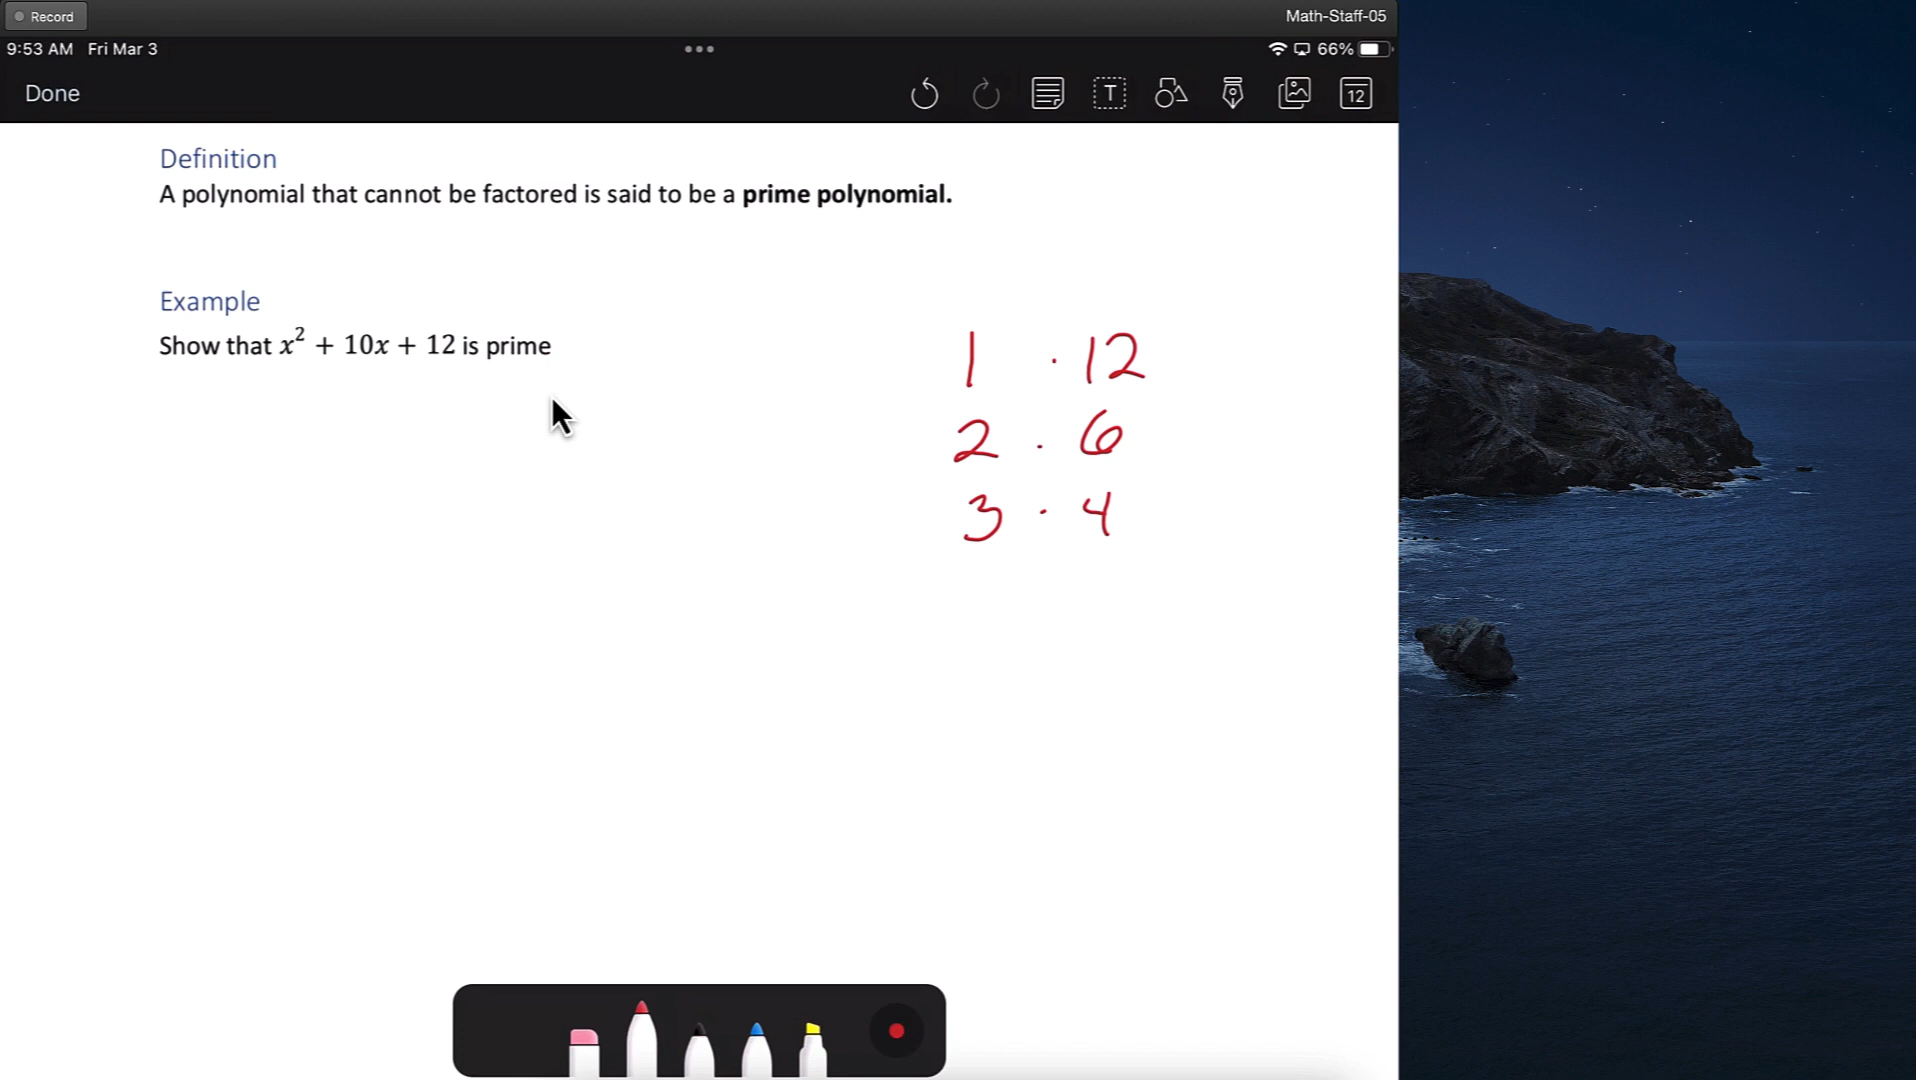 Record
Math-Staff-05
9:53 AM Fri Mar 3
66%
Done
T
12
Definition
A polynomial that cannot be factored is said to be a prime polynomial.
Example
Show that x² + 10x + 12 is prime
1 · 12
2 · 6
3 · 4